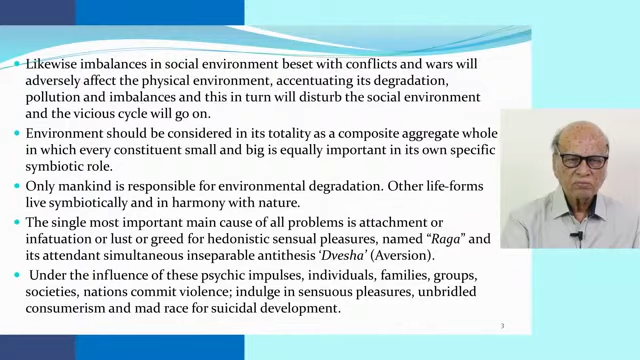 • Likewise imbalances in social environment beset with conflicts and wars will
adversely affect the physical environment, accentuating its degradation,
pollution and imbalances and this in turn will disturb the social environment
and the vicious cycle will go on.
• Environment should be considered in its totality as a composite aggregate whole
in which every constituent small and big is equally important in its own specific
symbiotic role.
• Only mankind is responsible for environmental degradation. Other life-forms
live symbiotically and in harmony with nature.
• The single most important main cause of all problems is attachment or
infatuation or lust or greed for hedonistic sensual pleasures, named “Raga” and
its attendant simultaneous inseparable antithesis ‘Dvesha’ (Aversion).
• Under the influence of these psychic impulses, individuals, families, groups,
societies, nations commit violence; indulge in sensuous pleasures, unbridled
consumerism and mad race for suicidal development.
3